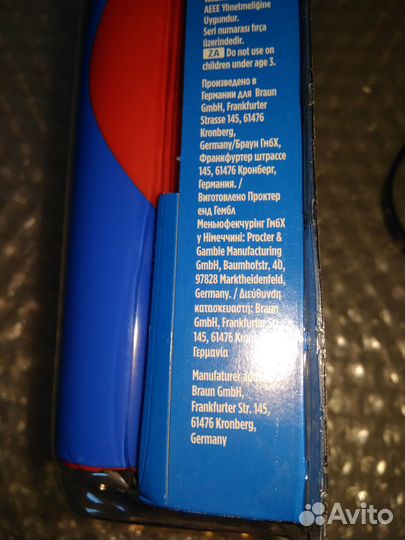 AEEE Yönetmeliğine
Uygundur.
Seri numarası fırça
üzerindedir.
ZA Do not use on
children under age 3.
Произведено в
Германии для Braun
GmbH, Frankfurter
Strasse 145, 61476
Kronberg,
Germany/Браун ГмбХ,
Франкфуртер штрассе
145, 61476 Кронберг,
Германия. /
Виготовлено Проктер
енд Гембл
Меньюфекчурінг ГмбХ
у Німеччині: Procter &
Gamble Manufacturing
GmbH, Baumhofstr. 40,
97828 Marktheidenfeld,
Germany. / Διεύθυνση
κατασκευαστή: Braun
GmbH, Frankfurter Str.
145, 61476 Kronberg,
Γερμανία
Manufaturer
Braun GmbH,
Frankfurter Str. 145,
61476 Kronberg,
Germany
Avito